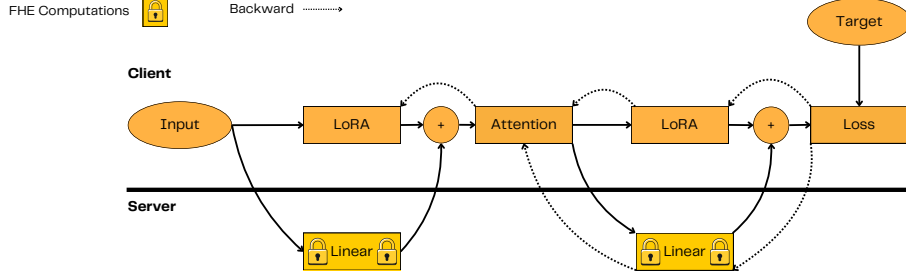 FHE Computations
Backward
Target
Client
Input
LoRA
+
Attention
LoRA
+
Loss
Server
Linear
Linear